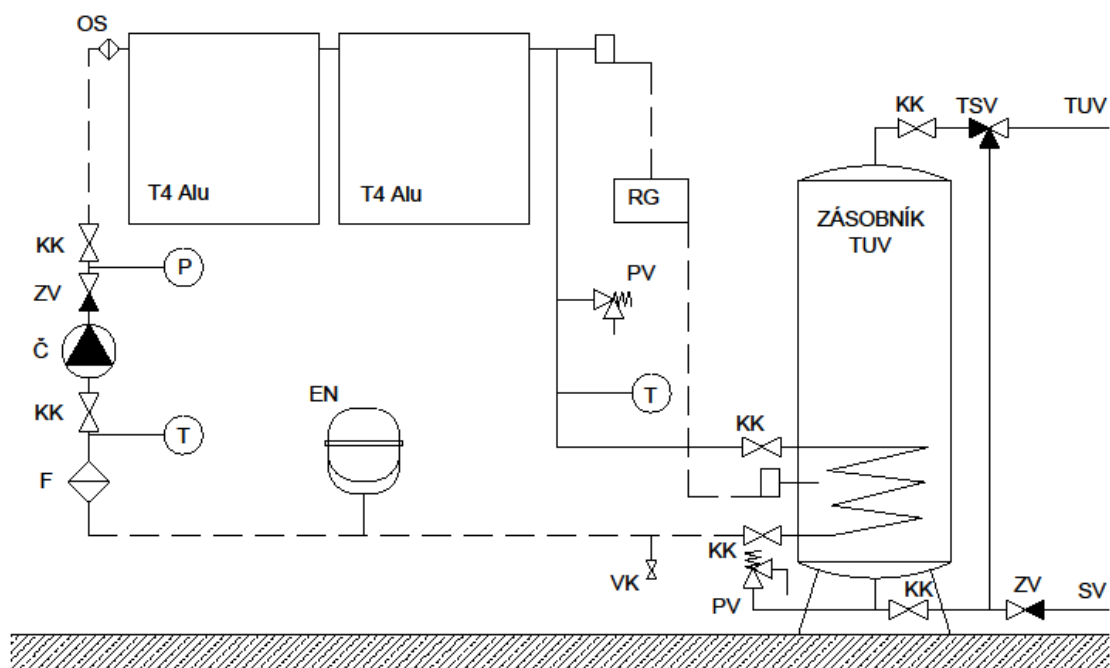 OS
KK
TSV
TUV
T4 Alu
T4 Alu
RG
ZÁSOBNÍK
TUV
KK
P
PV
ZV
Č
EN
T
KK
T
KK
F
KK
VK
PV
KK
ZV
SV